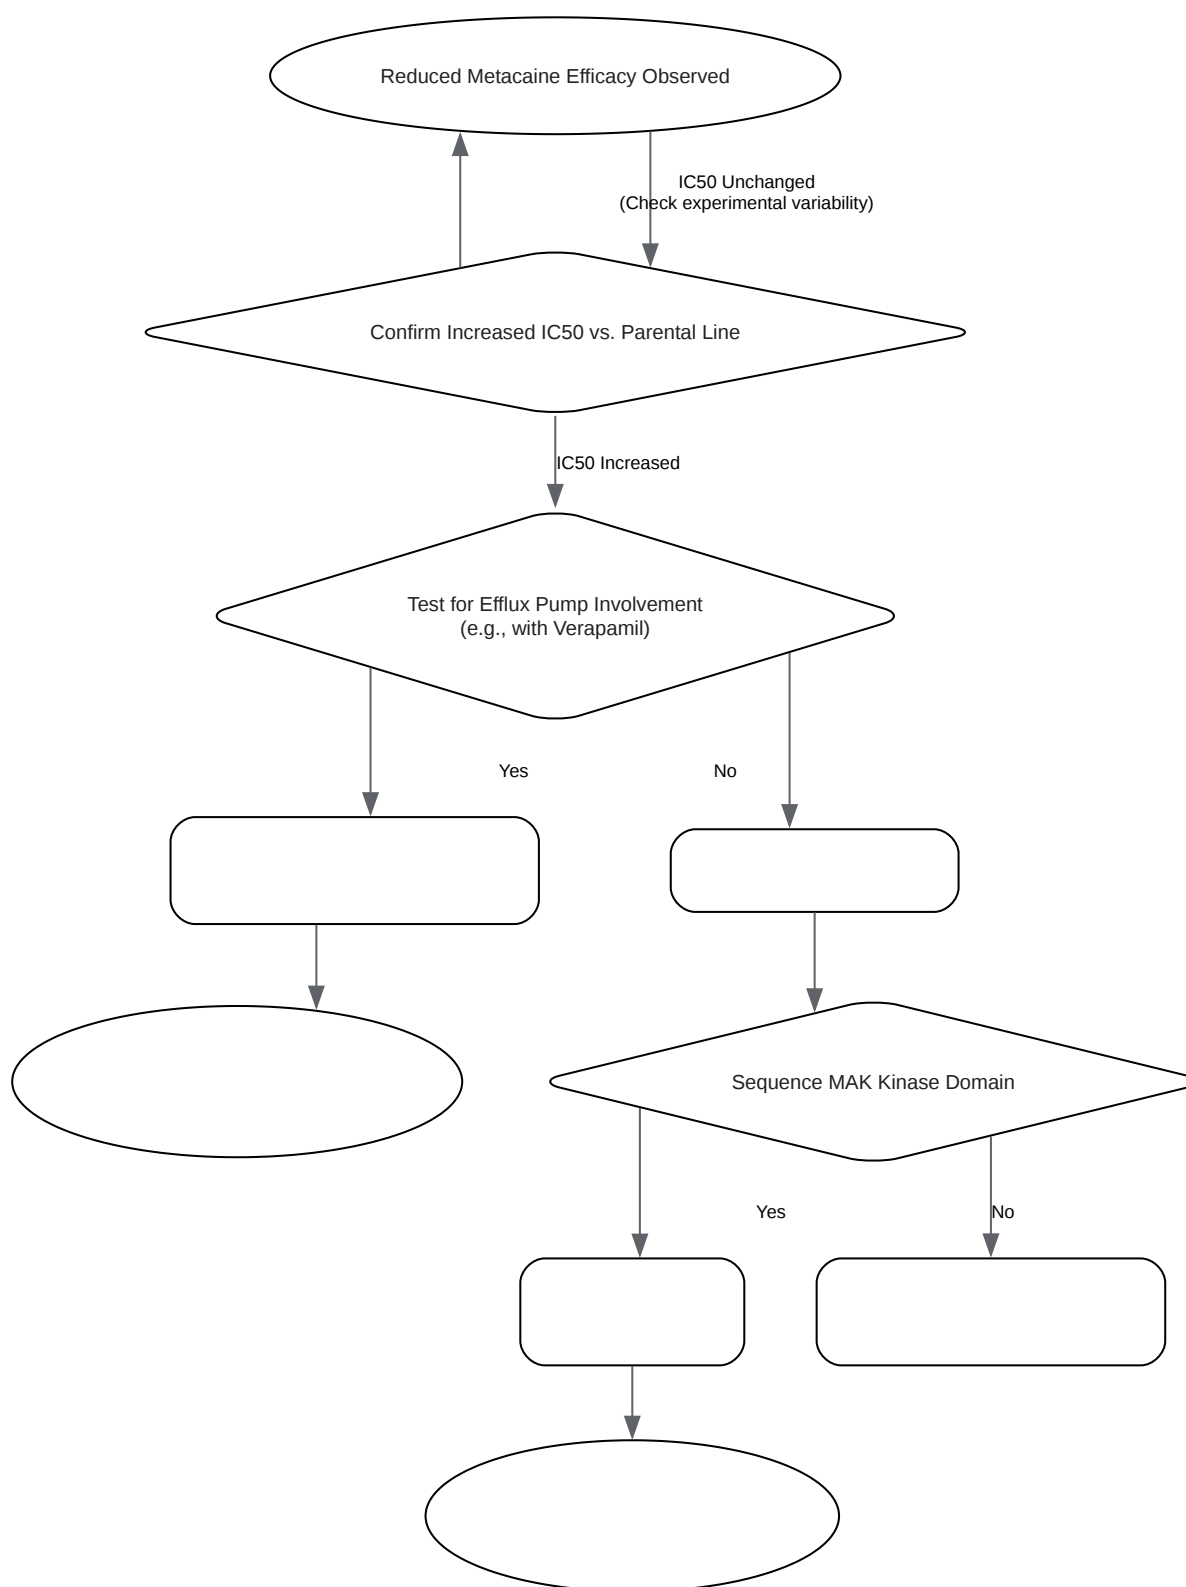 Reduced Metacaine Efficacy Observed
IC50 Unchanged
(Check experimental variability)
Confirm Increased IC50 vs. Parental Line
IC50 Increased
Test for Efflux Pump Involvement
(e.g., with Verapamil)
Yes
No
Sequence MAK Kinase Domain
Yes
No